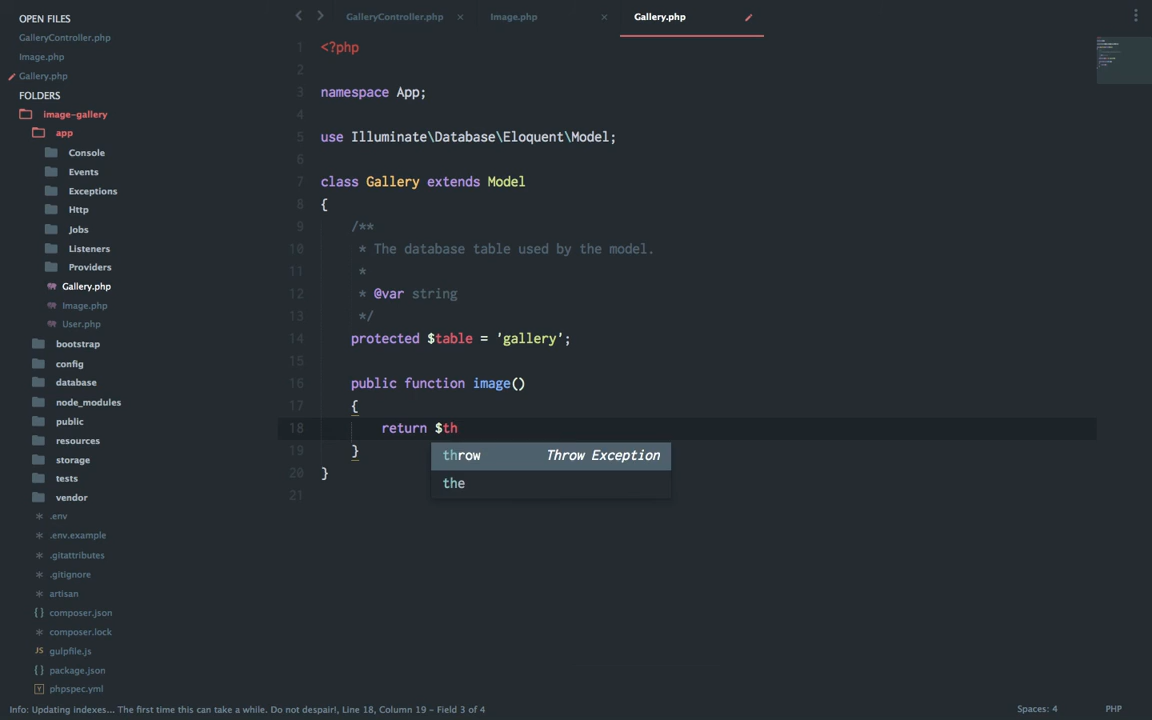 OPEN FILES
GalleryController.php
Image.php
Gallery.php
FOLDERS
image-gallery
app
Console
Events
Exceptions
Http
Jobs
Listeners
Providers
Gallery.php
Image.php
User.php
bootstrap
config
database
node_modules
public
resources
storage
tests
vendor
.env
.env.example
.gitattributes
.gitignore
artisan
composer.json
composer.lock
gulpfile.js
package.json
phpspec.yml
GalleryController.php × Image.php × Gallery.php
1 <?php
2
3 namespace App;
4
5 use Illuminate\Database\Eloquent\Model;
6
7 class Gallery extends Model
8 {
9 /**
10 * The database table used by the model.
11 *
12 * @var string
13 */
14 protected $table = 'gallery';
15
16 public function image()
17 {
18 return $th
19 }
20 }
21
throw Throw Exception
the
Info: Updating indexes... The first time this can take a while. Do not despair!, Line 18, Column 19 – Field 3 of 4 Spaces: 4 PHP